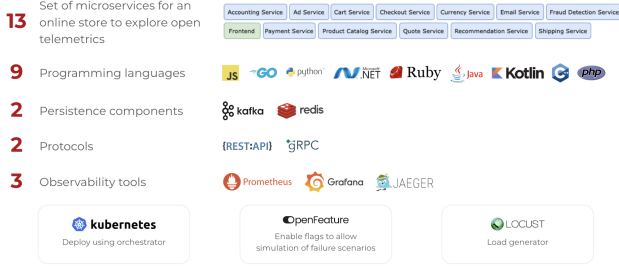 Set of microservices for an
13
online store to explore open
telemetrics
Accounting Service
Ad Service
Cart Service
Checkout Service
Currency Service
Email Service
Fraud Detection Service
Frontend
Payment Service
Product Catalog Service
Quote Service
Recommendation Service
Shipping Service
9
Programming languages
JS
GO
python
Microsoft
.NET
Ruby
Java
Kotlin
C
php
2
Persistence components
kafka
redis
2
Protocols
{REST:API}
gRPC
3
Observability tools
Prometheus
Grafana
JAEGER
kubernetes
Deploy using orchestrator
OpenFeature
Enable flags to allow
simulation of failure scenarios
LOCUST
Load generator